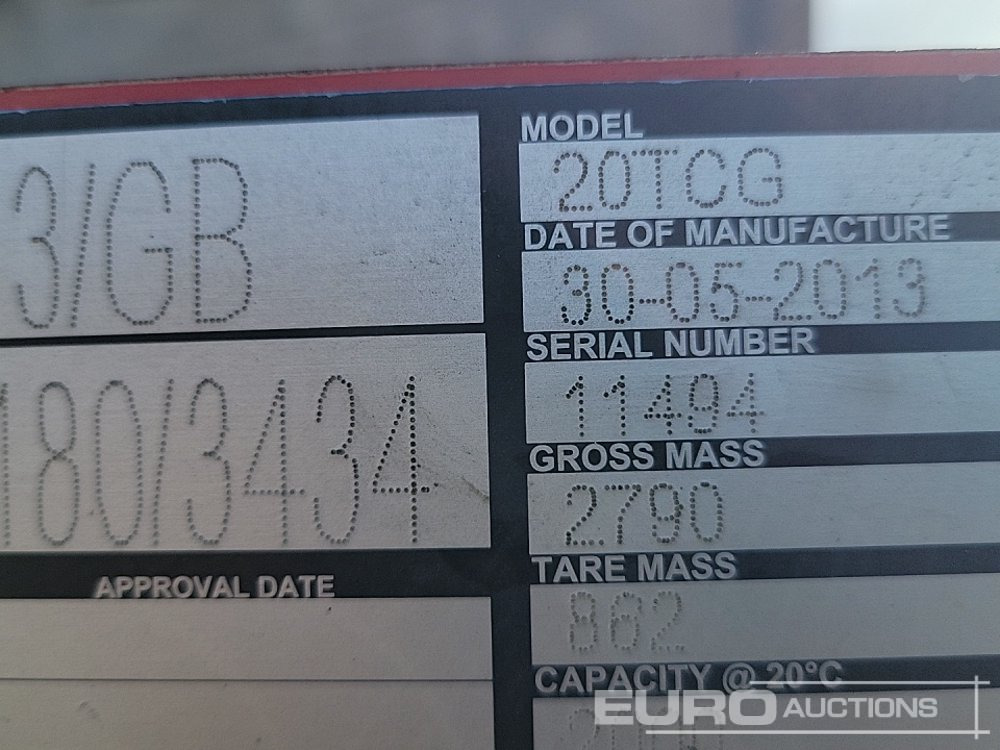 3/GB
180/3434
APPROVAL DATE
MODEL
20TCG
DATE OF MANUFACTURE
30-05-2013
SERIAL NUMBER
11494
GROSS MASS
2790
TARE MASS
862
CAPACITY @ 20°C
EURO AUCTIONS